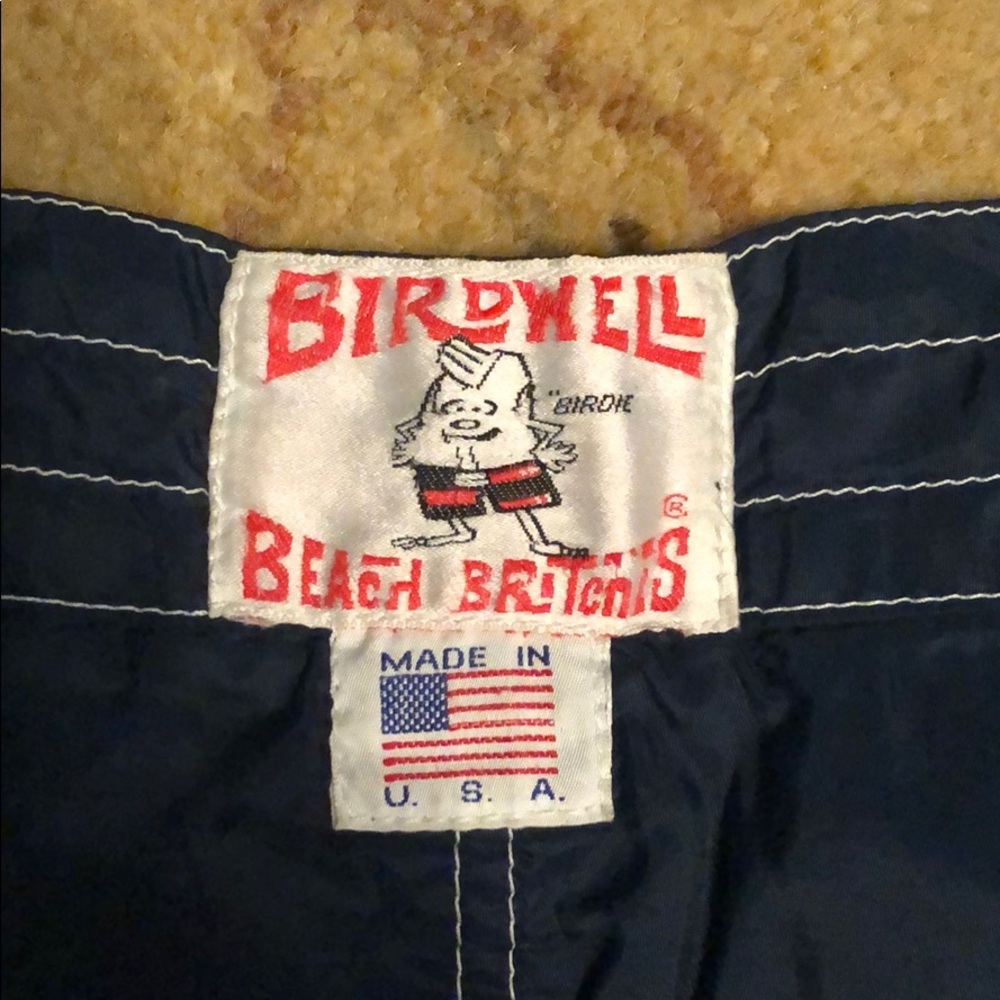 BIRDWELL
"BIRDIE
®
BEACH BRITCHES
MADE IN
U. S. A.